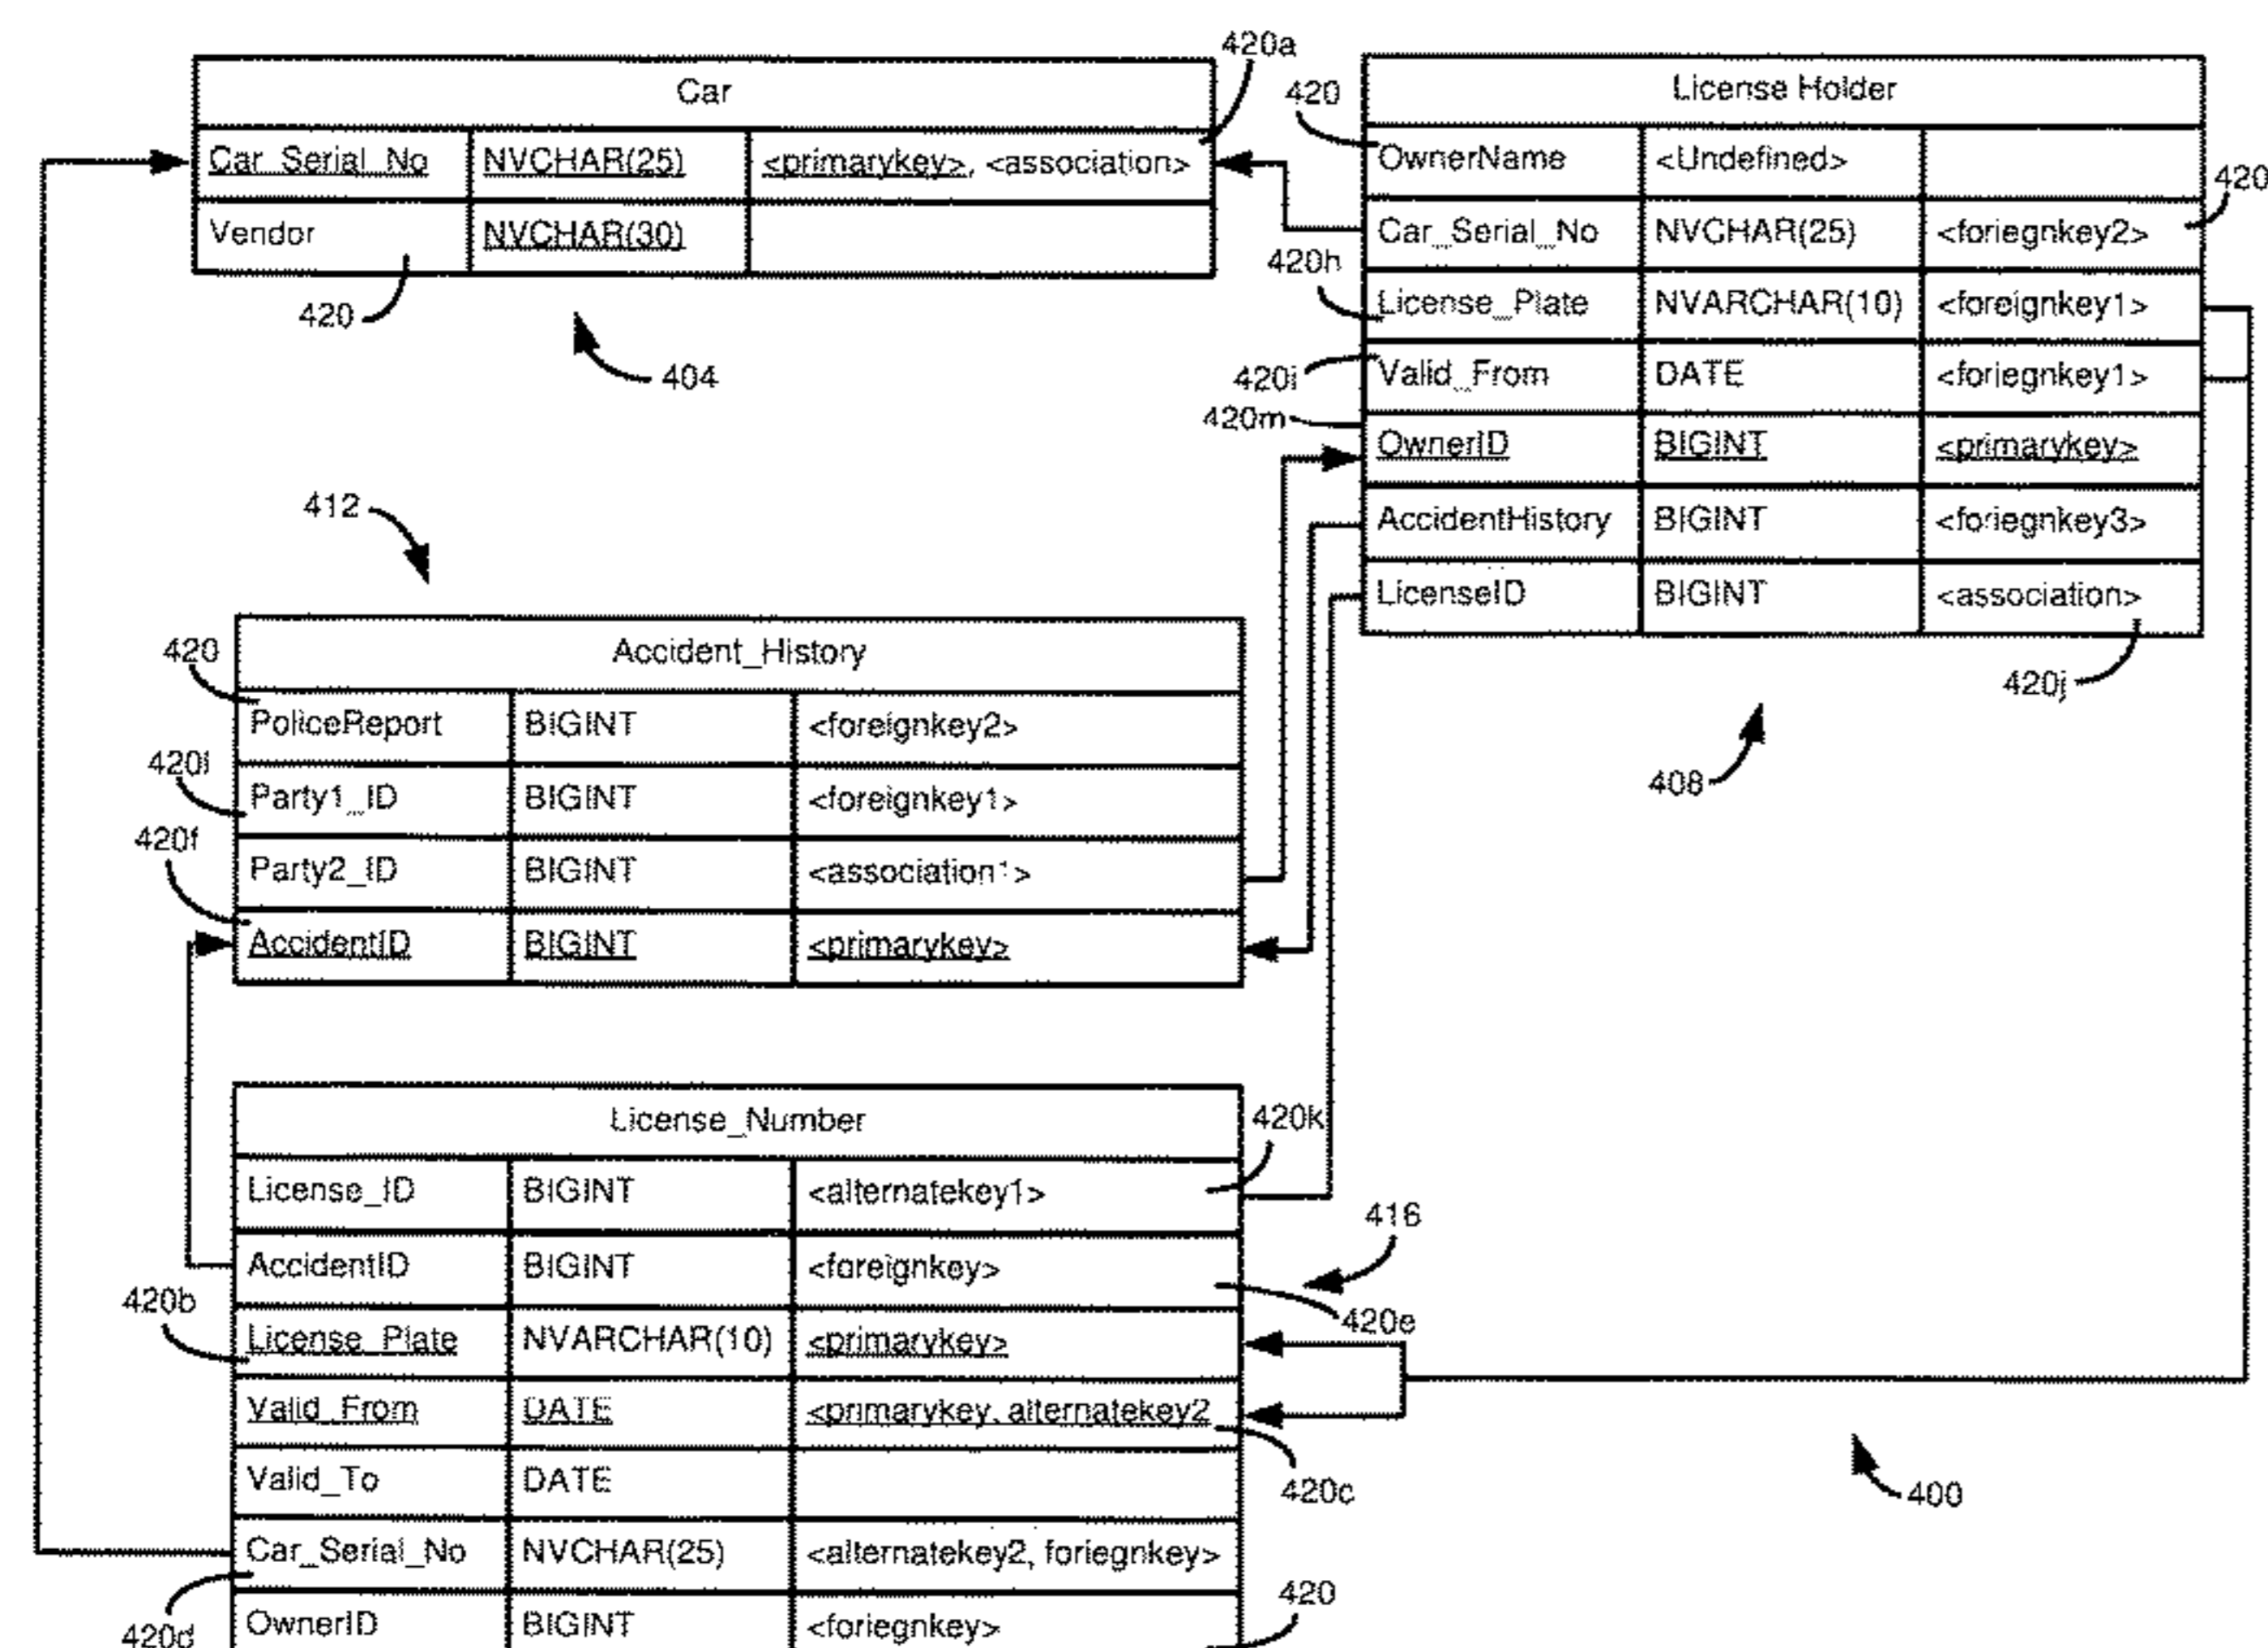 Car
Car_Serial_No NVCHAR(25) <primarykey>, <association>
Vendor NVCHAR(30)
420a
420
404
License Holder
OwnerName <Undefined>
Car_Serial_No NVCHAR(25) <foriegnkey2>
License_Plate NVARCHAR(10) <foreignkey1>
Valid_From DATE <foriegnkey1>
OwnerID BIGINT <primarykey>
AccidentHistory BIGINT <foriegnkey3>
LicenseID BIGINT <association>
420
420
420h
420i
420m
420j
408
412
Accident_History
PoliceReport BIGINT <foreignkey2>
Party1_ID BIGINT <foreignkey1>
Party2_ID BIGINT <association1>
AccidentID BIGINT <primarykey>
420
420l
420f
License_Number
License_ID BIGINT <alternatekey1>
AccidentID BIGINT <foreignkey>
License_Plate NVARCHAR(10) <primarykey>
Valid_From DATE <primarykey, alternatekey2
Valid_To DATE
Car_Serial_No NVCHAR(25) <alternatekey2, foriegnkey>
OwnerID BIGINT <foriegnkey>
420k
416
420e
420b
420c
420
420d
400